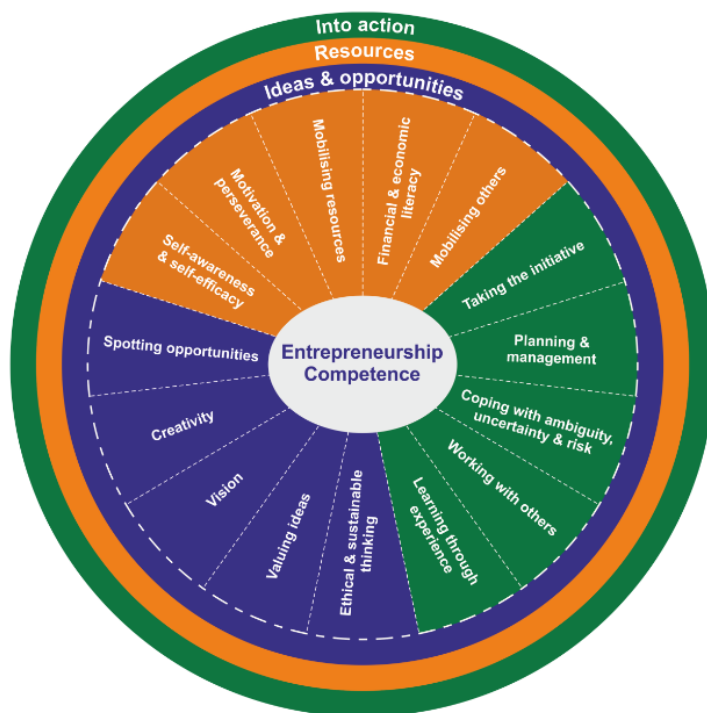 Into action
Resources
Ideas & opportunities
Self-awareness
& self-efficacy
Motivation &
perseverance
Mobilising resources
Financial & economic
literacy
Mobilising others
Taking the initiative
Planning &
management
Coping with ambiguity,
uncertainty & risk
Working with others
Learning through
experience
Ethical & sustainable
thinking
Valuing ideas
Vision
Creativity
Spotting opportunities
Entrepreneurship
Competence